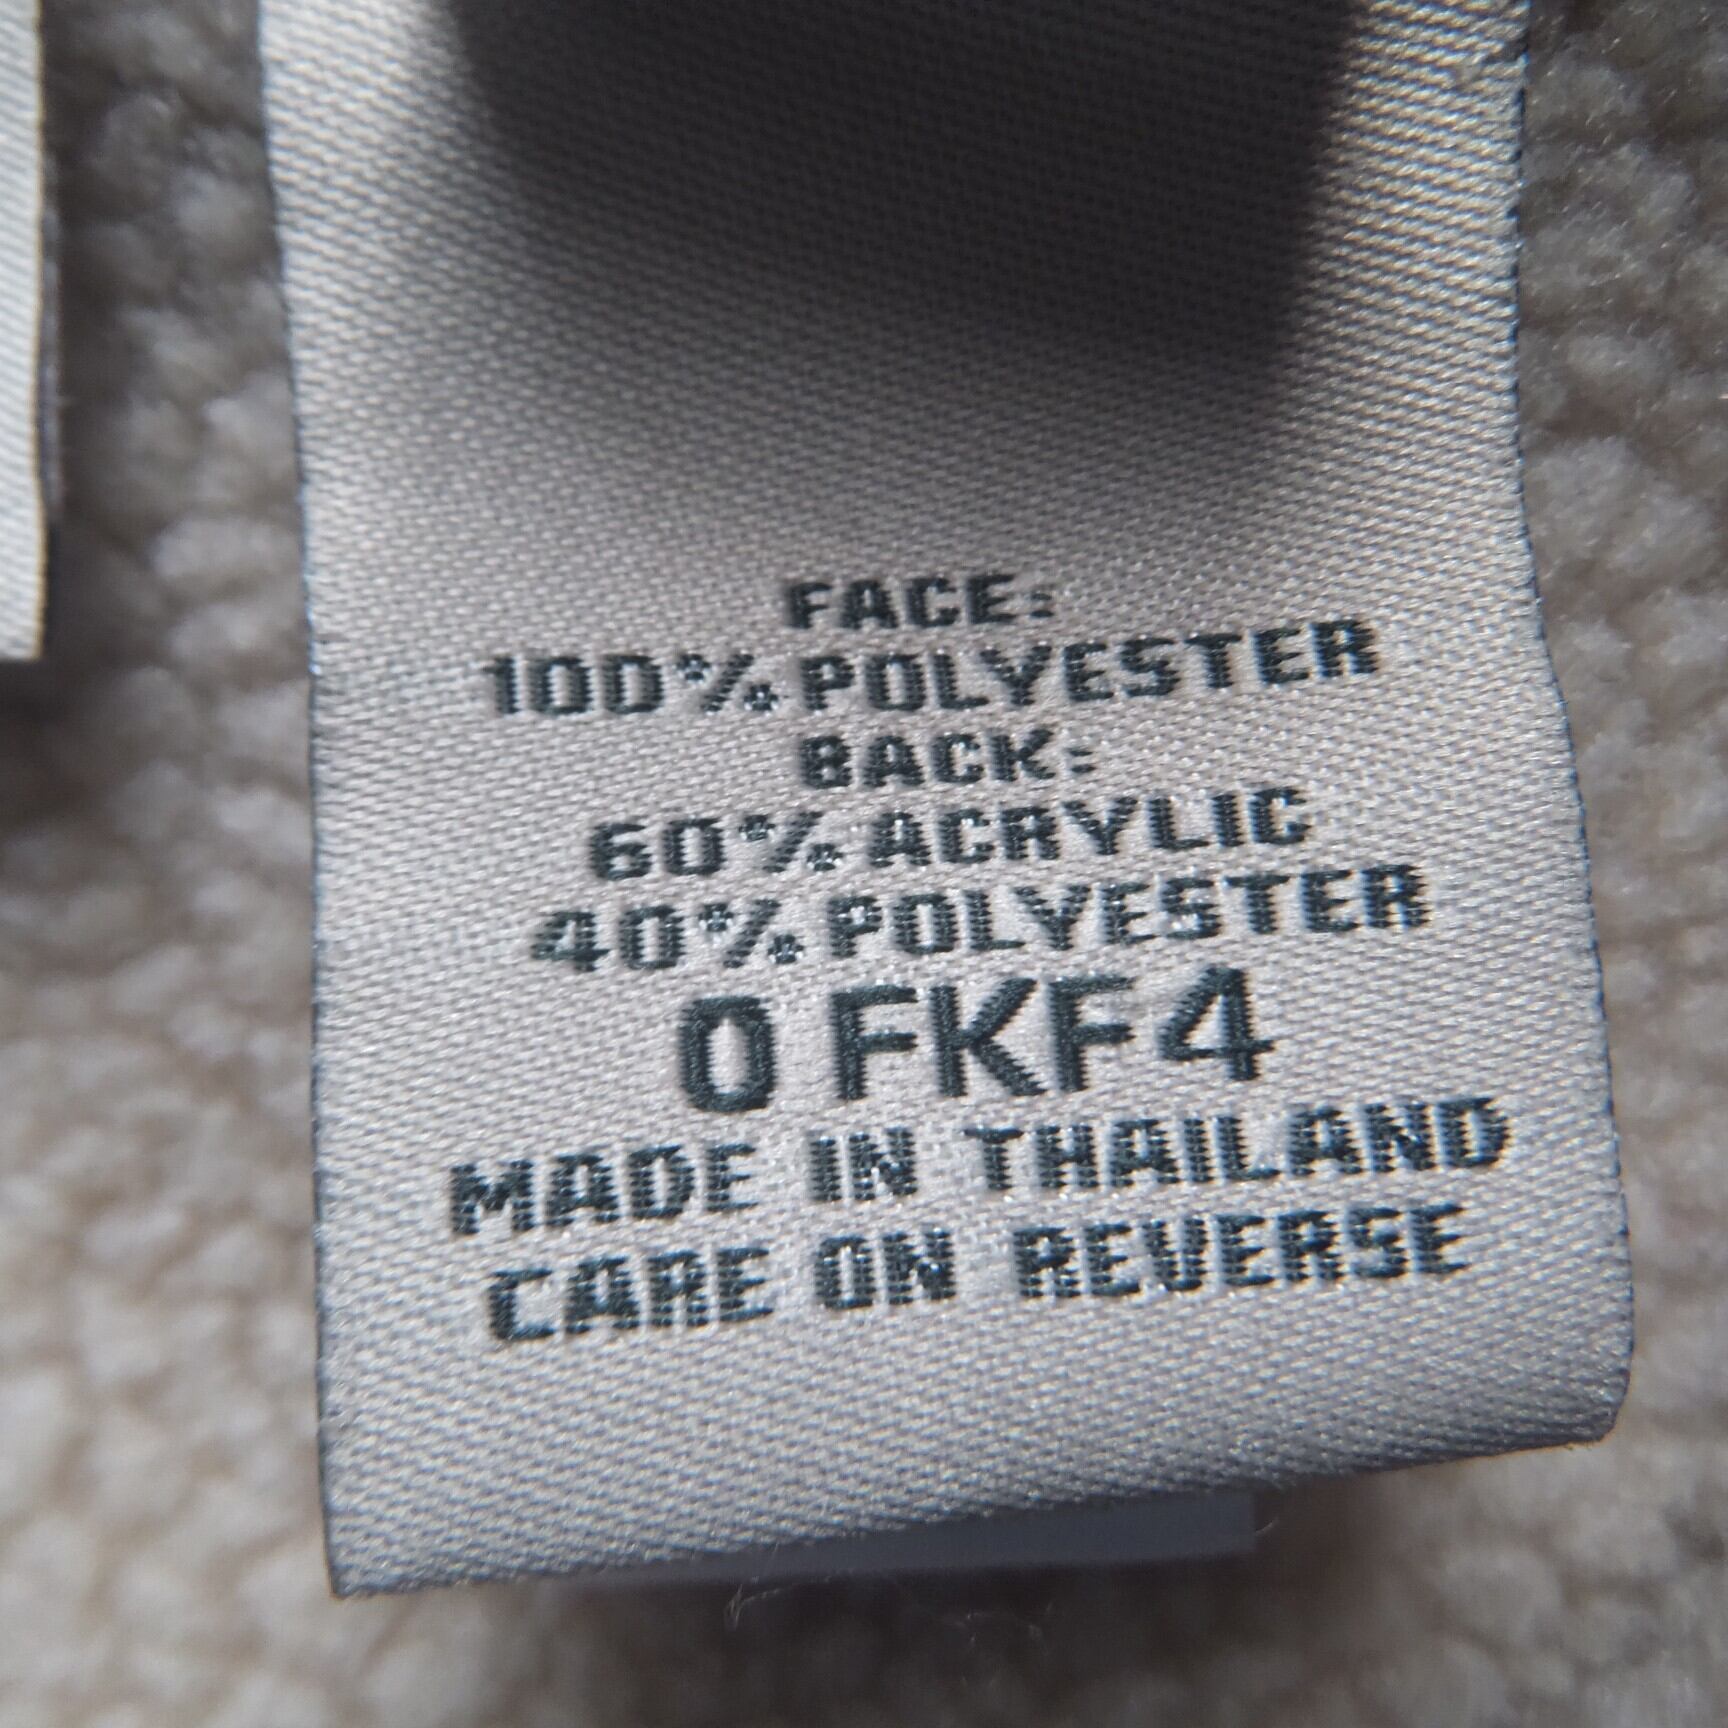 FACE:
100% POLYESTER
BACK:
60% ACRYLIC
40% POLYESTER
0 FKF4
MADE IN THAILAND
CARE ON REVERSE